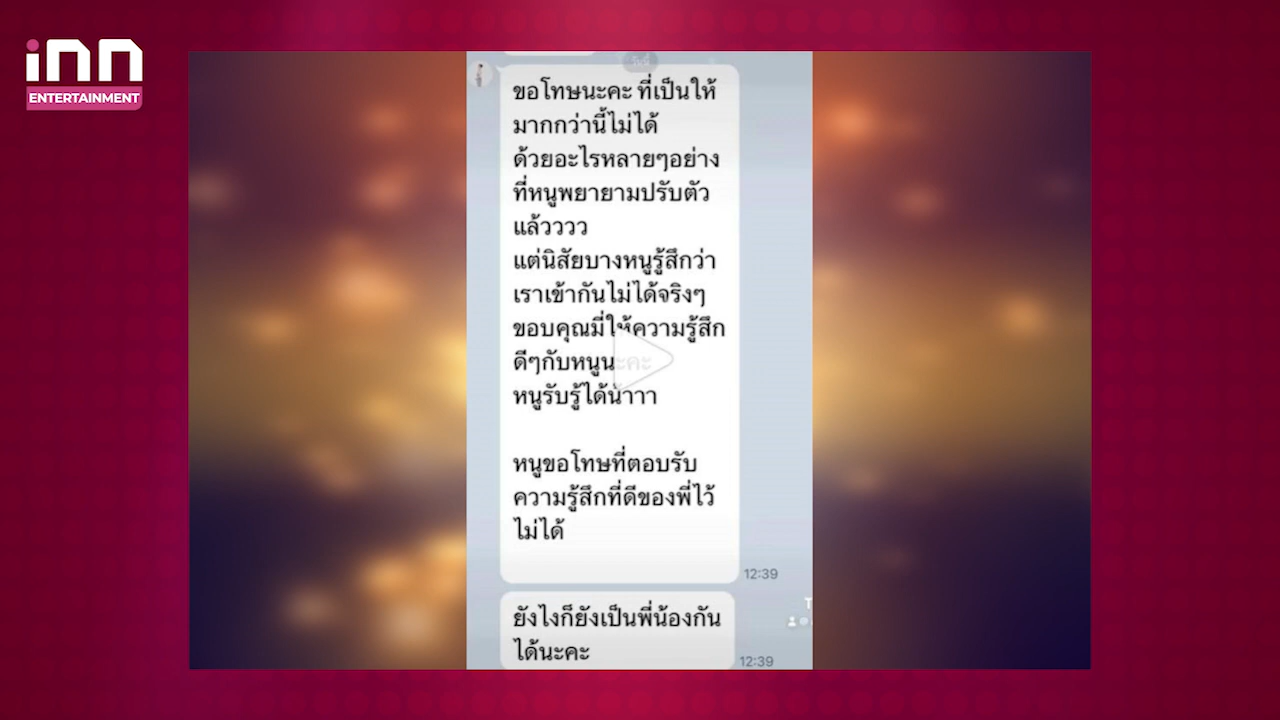 inn
ENTERTAINMENT
ขอโทษนะคะ ที่เป็นให้
มากกว่านี้ไม่ได้
ด้วยอะไรหลายๆอย่าง
ที่หนูพยายามปรับตัว
แล้วววว
แต่นิสัยบางหนูรู้สึกว่า
เราเข้ากันไม่ได้จริงๆ
ขอบคุณมี่ให้ความรู้สึก
ดีๆกับหนูนะคะ
หนูรับรู้ได้น้าาา
หนูขอโทษที่ตอบรับ
ความรู้สึกที่ดีของพี่ไว้
ไม่ได้
12:39
ยังไงก็ยังเป็นพี่น้องกัน
ได้นะคะ
12:39